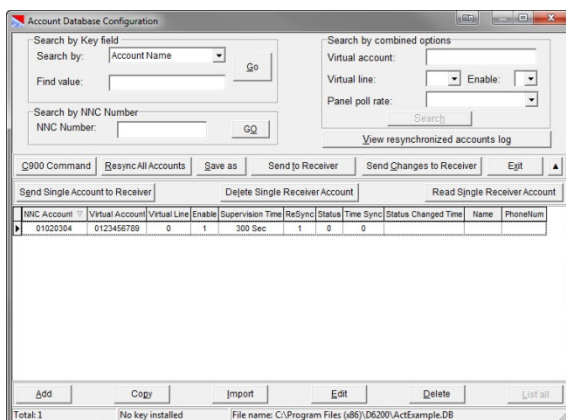 Account Database Configuration
Search by Key field
Search by: Account Name
Go
Find value:
Search by NNC Number
NNC Number:
GO
Search by combined options
Virtual account:
Virtual line: Enable:
Panel poll rate:
Search
View resynchronized accounts log
C900 Command Resync All Accounts Save as Send to Receiver Send Changes to Receiver Exit
Send Single Account to Receiver Delete Single Receiver Account Read Single Receiver Account
NNC Account Virtual Account Virtual Line Enable Supervision Time ReSync Status Time Sync Status Changed Time Name PhoneNum
01020304 0123456789 0 1 300 Sec 1 0 0
Add Copy Import Edit Delete List all
Total: 1 No key installed File name: C:\Program Files (x86)\D6200\ActExample.DB